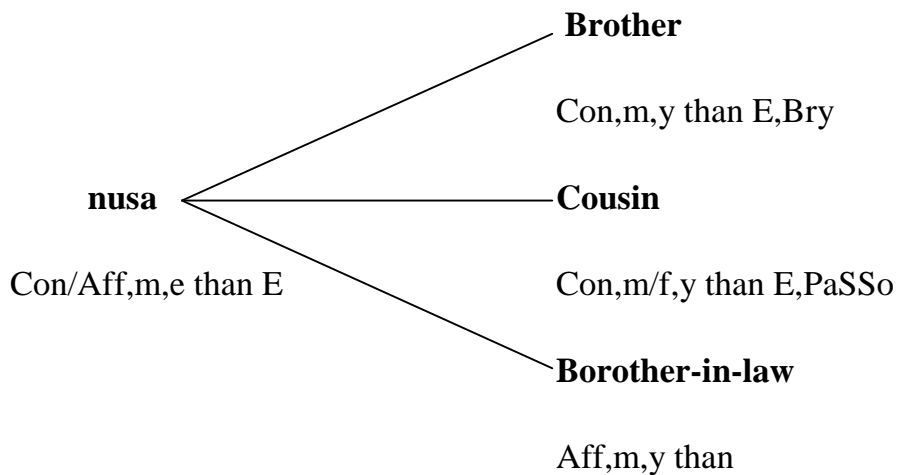 Brother
Con,m,y than E,Bry
nusa
Cousin
Con/Aff,m,e than E
Con,m/f,y than E,PaSSo
Borother-in-law
Aff,m,y than